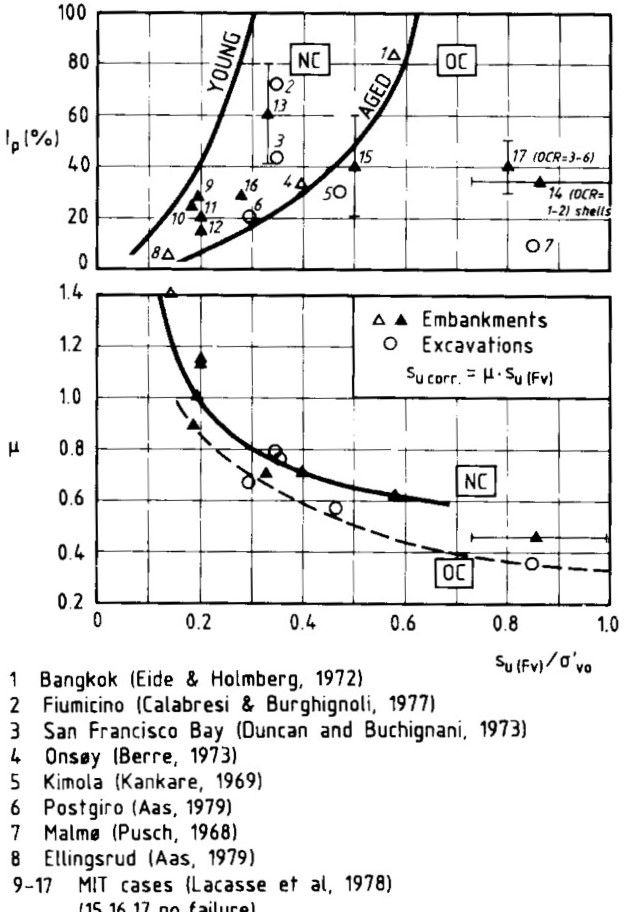 100
80
60
40
20
0
I p (%)
YOUNG
NC
AGED
OC
1
2
13
3
4
15
5
6
16
9
10
11
12
8
17 (OCR=3-6)
14 (OCR=
1-2) shells
7
1.4
1.2
1.0
0.8
0.6
0.4
0.2
μ
△ ▲ Embankments
○ Excavations
s u corr. = μ · s u (Fv)
NC
OC
0 0.2 0.4 0.6 0.8 1.0
s u (Fv) / σ'vo
1 Bangkok (Eide & Holmberg, 1972)
2 Fiumicino (Calabresi & Burghignoli, 1977)
3 San Francisco Bay (Duncan and Buchignani, 1973)
4 Onsøy (Berre, 1973)
5 Kimola (Kankare, 1969)
6 Postgiro (Aas, 1979)
7 Malmø (Pusch, 1968)
8 Ellingsrud (Aas, 1979)
9-17 MIT cases (Lacasse et al, 1978)
(15,16,17 no failure)